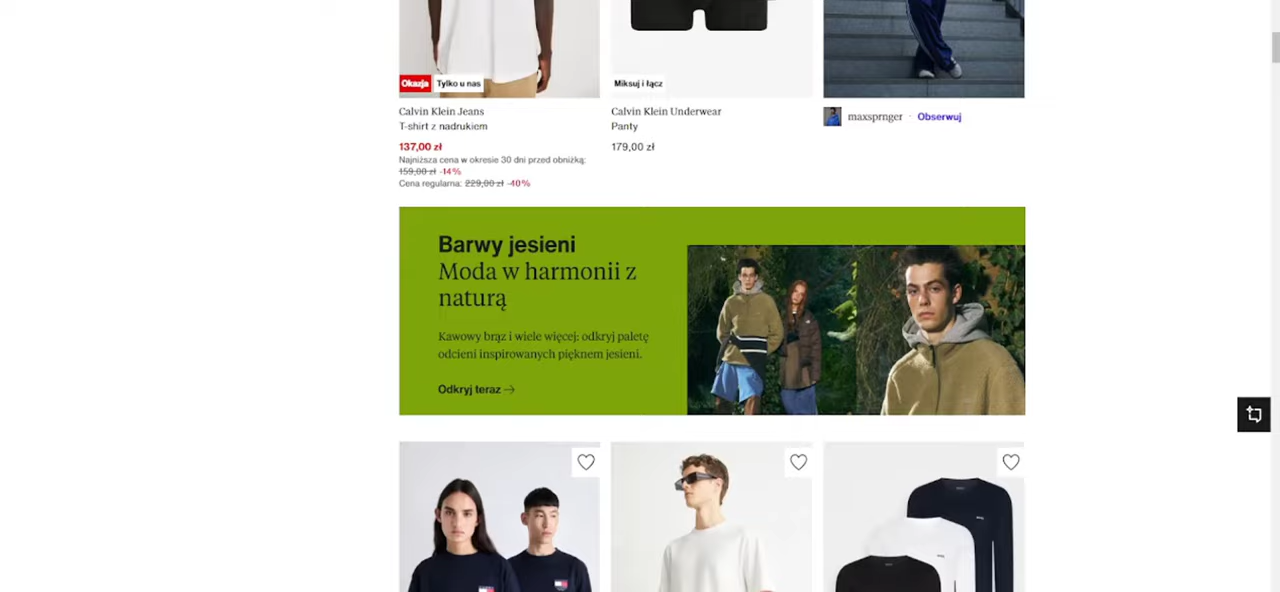 Okazja
Tylko u nas
Miksuj i łącz
Calvin Klein Jeans
T-shirt z nadrukiem
137,00 zł
Najniższa cena w okresie 30 dni przed obniżką:
159,00 zł -14%
Cena regularna: 229,00 zł -40%
Calvin Klein Underwear
Panty
179,00 zł
maxsprnger · Obserwuj
Barwy jesieni
Moda w harmonii z
naturą
Kawowy brąz i wiele więcej: odkryj paletę
odcieni inspirowanych pięknem jesieni.
Odkryj teraz →